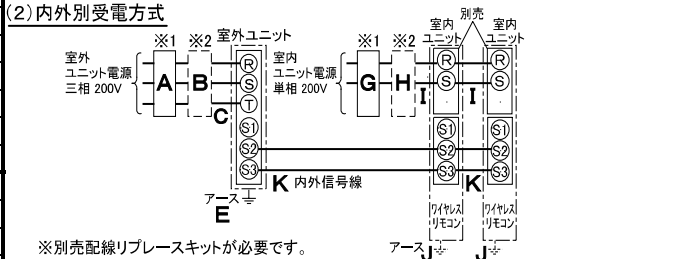 (2)内外別受電方式
※1 ※2 室外ユニット
室外
ユニット電源
三相 200V
A B C
R
S
T
S1
S2
S3
アース
E
※1 ※2
室内
ユニット電源
単相 200V
G H I I
別売
室内
ユニット
室内
ユニット
R R
S S
S1 S1
S2 S2
S3 S3
K 内外信号線 K
ワイヤレス
リモコン
ワイヤレス
リモコン
アース J J
※別売配線リプレースキットが必要です。